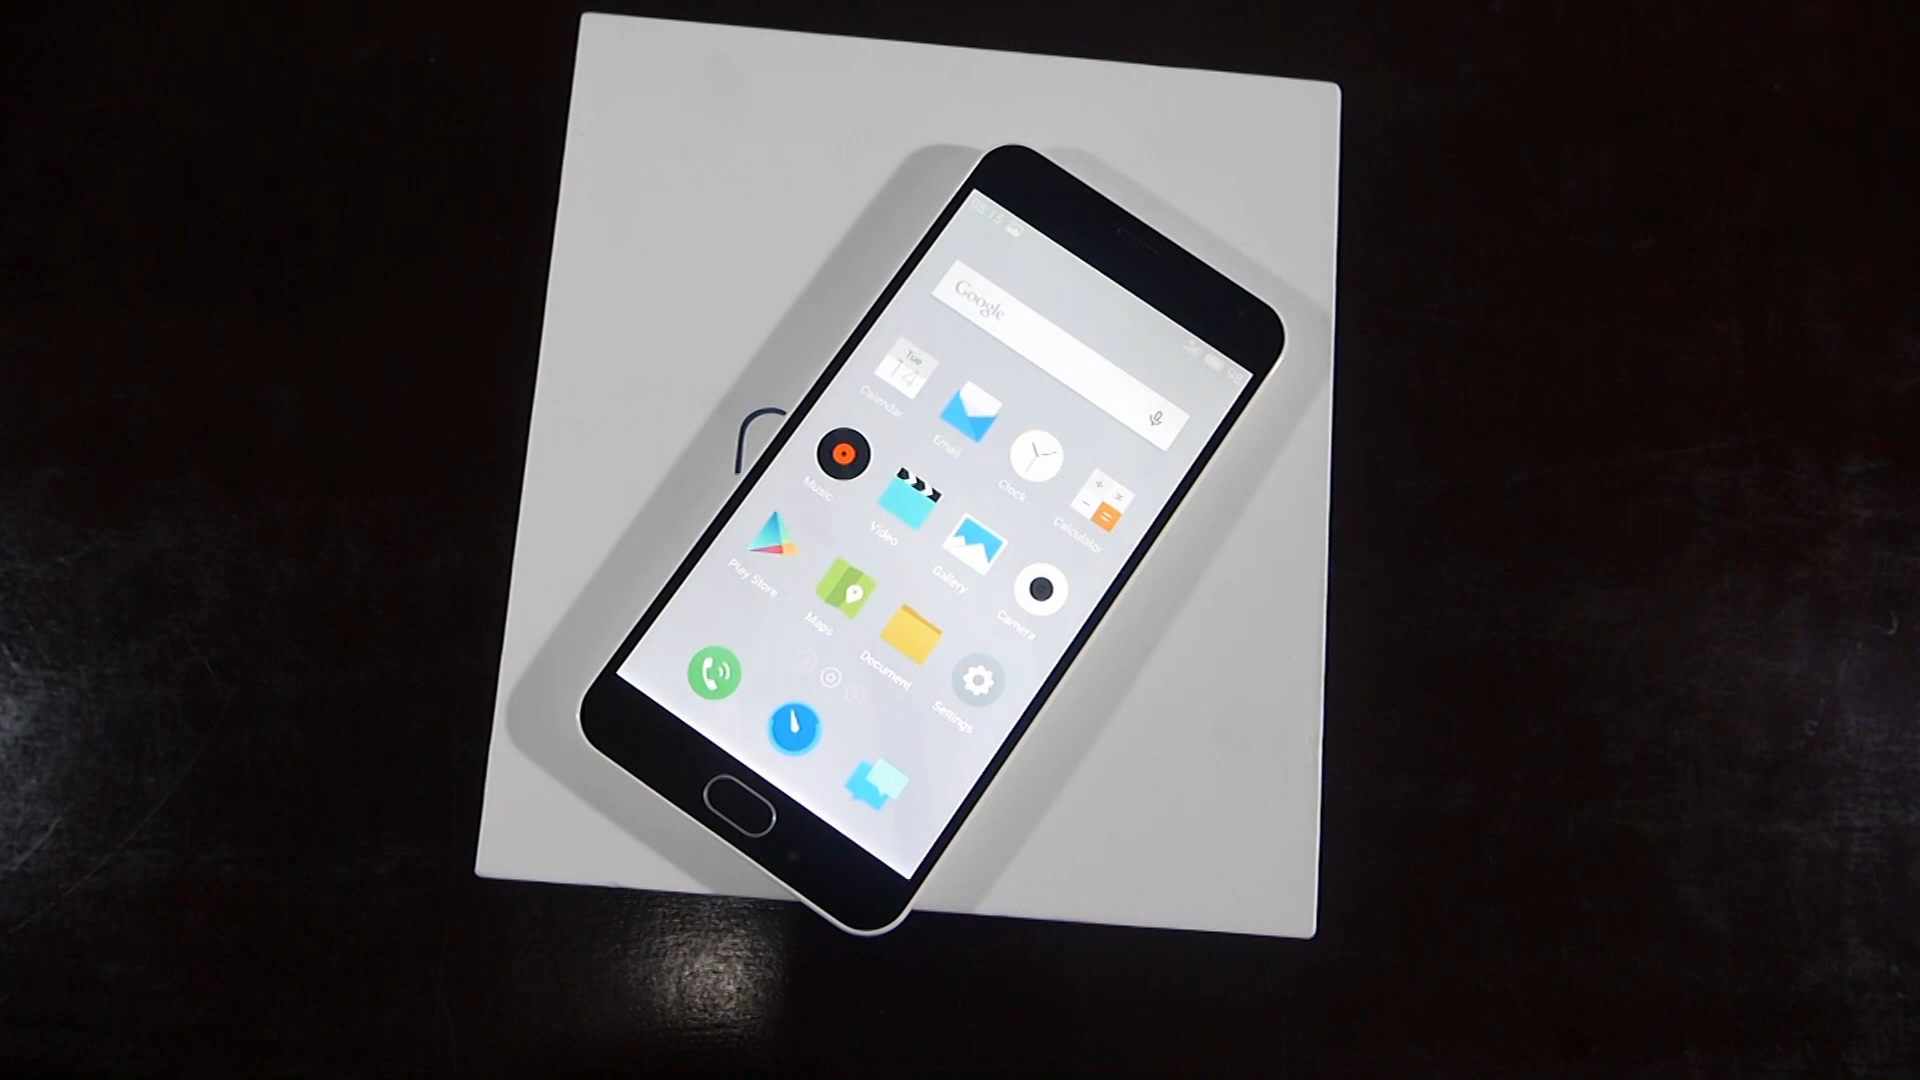 Google
Tue
14
Calendar
Email
Clock
Calculator
Music
Video
Gallery
Camera
Play Store
Maps
Document
Settings